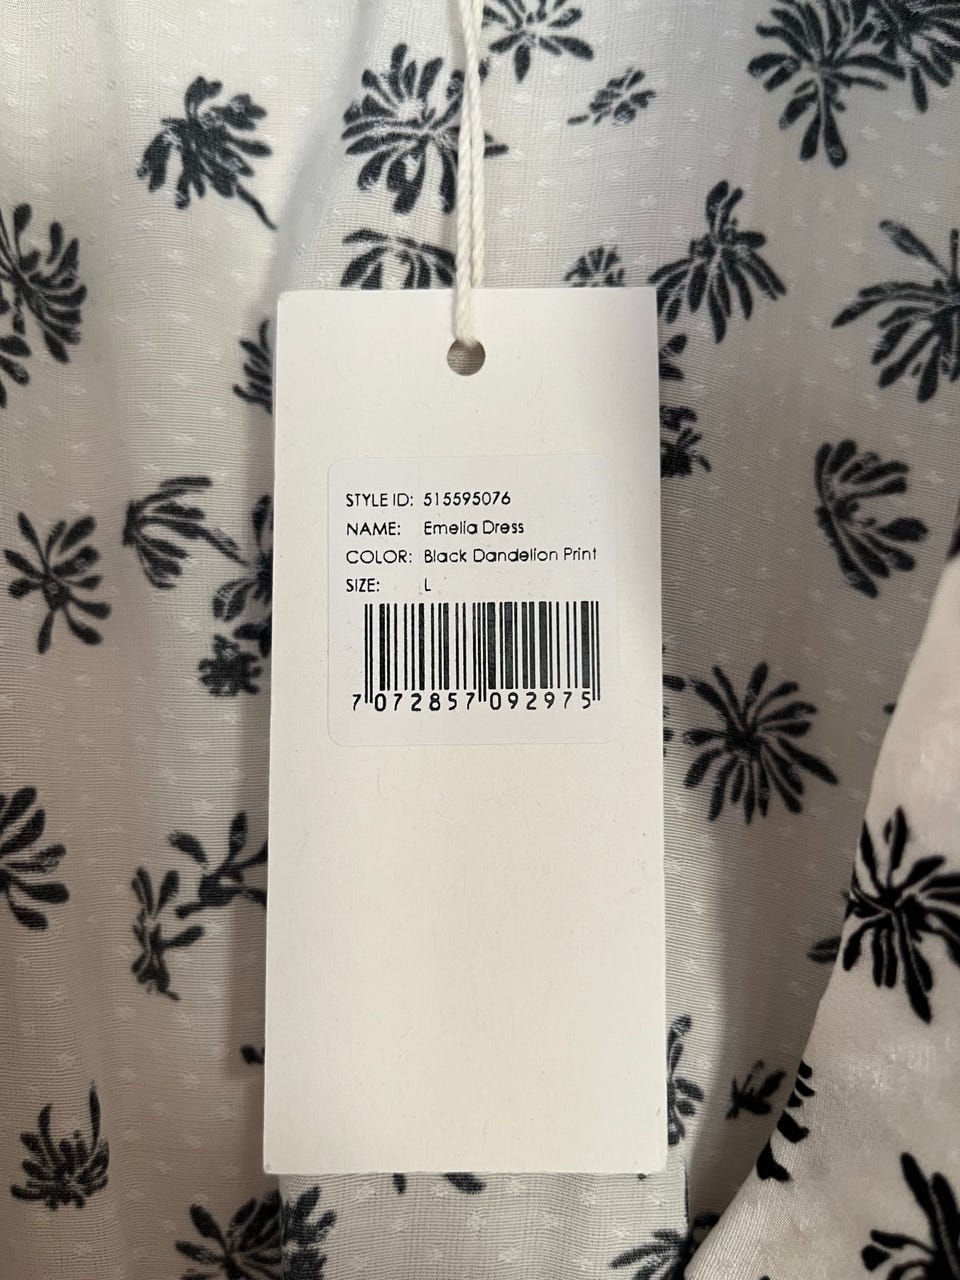 STYLE ID: 515595076
NAME: Emelia Dress
COLOR: Black Dandelion Print
SIZE: L
7 072857 092975